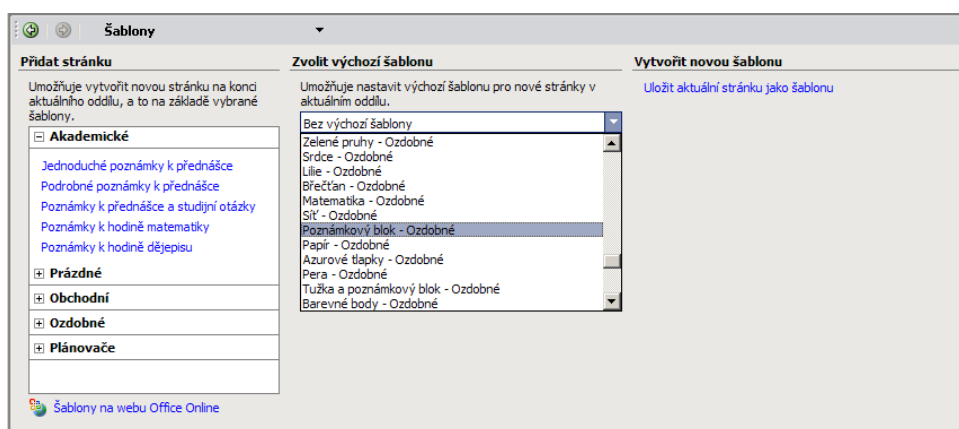 Šablony
Přidat stránku
Umožňuje vytvořit novou stránku na konci
aktuálního oddílu, a to na základě vybrané
šablony.
Akademické
Jednoduché poznámky k přednášce
Podrobné poznámky k přednášce
Poznámky k přednášce a studijní otázky
Poznámky k hodině matematiky
Poznámky k hodině dějepisu
Prázdné
Obchodní
Ozdobné
Plánovače
Šablony na webu Office Online
Zvolit výchozí šablonu
Umožňuje nastavit výchozí šablonu pro nové stránky v
aktuálním oddílu.
Bez výchozí šablony
Zelené pruhy - Ozdobné
Srdce - Ozdobné
Lilie - Ozdobné
Břečťan - Ozdobné
Matematika - Ozdobné
Síť - Ozdobné
Poznámkový blok - Ozdobné
Papír - Ozdobné
Azurové tlapky - Ozdobné
Pera - Ozdobné
Tužka a poznámkový blok - Ozdobné
Barevné body - Ozdobné
Vytvořit novou šablonu
Uložit aktuální stránku jako šablonu